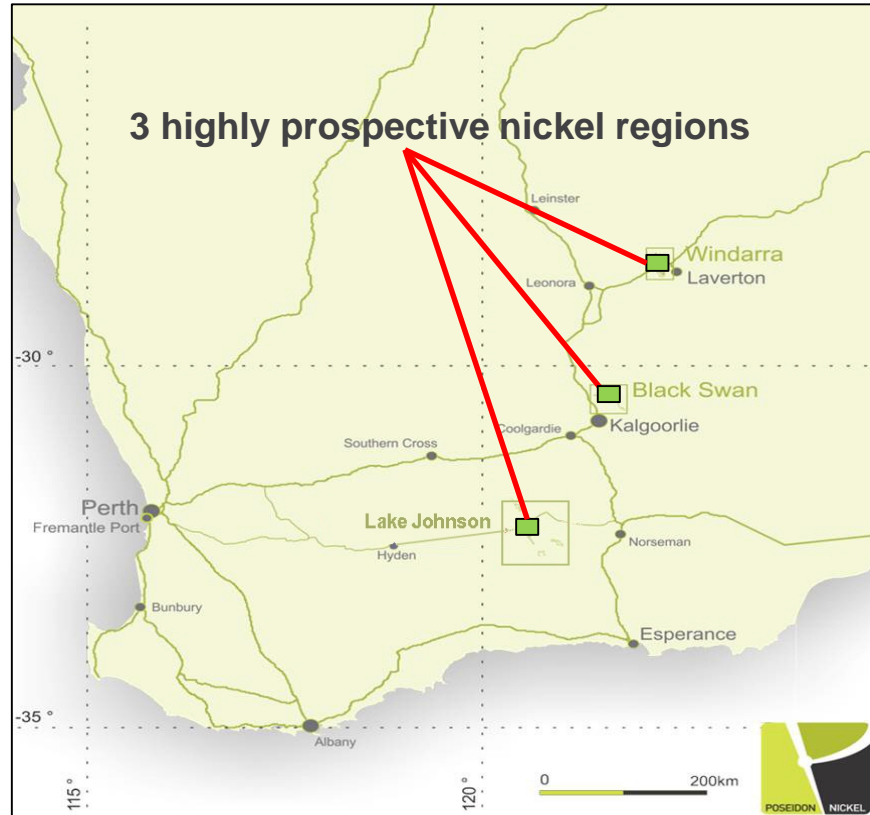 3 highly prospective nickel regions
Leinster
Windarra
Laverton
Leonora
-30 °
Black Swan
Kalgoorlie
Coolgardie
Southern Cross
Perth
Fremantle Port
Lake Johnson
Hyden
Norseman
Bunbury
Esperance
-35 °
Albany
115 °
120 °
0 200km
POSEIDON NICKEL